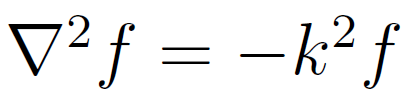 ∇²f = −k²f